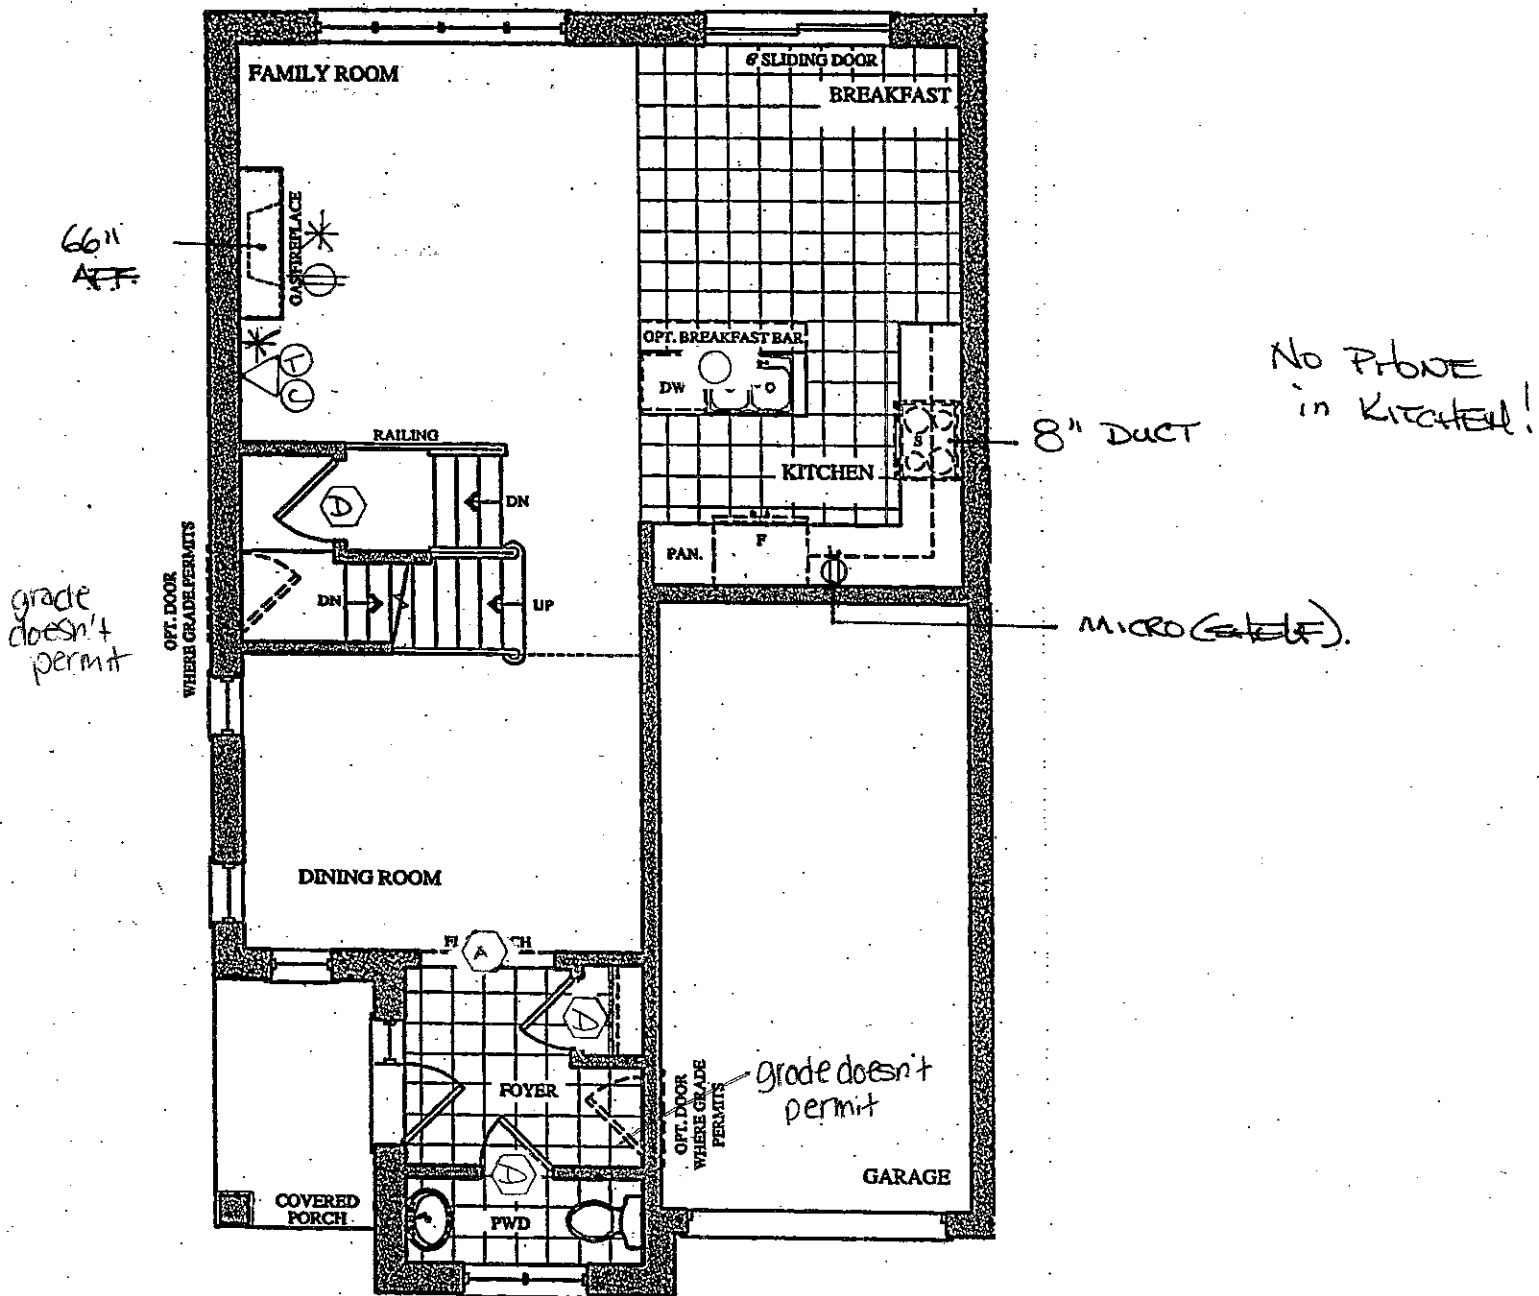 6' SLIDING DOOR
FAMILY ROOM
BREAKFAST
GAS FIREPLACE
66"
AFF.
OPT. BREAKFAST BAR
DW
T
C
No PHONE
in KITCHEN!
8" DUCT
S
RAILING
KITCHEN
D
DN
PAN.
F
OPT. DOOR
WHERE GRADE PERMITS
grade
doesn't
permit
DN
UP
MICRO (SHELF).
DINING ROOM
A
D
FOYER
OPT. DOOR
WHERE GRADE
PERMITS
grade doesn't
permit
D
GARAGE
COVERED
PORCH
PWD